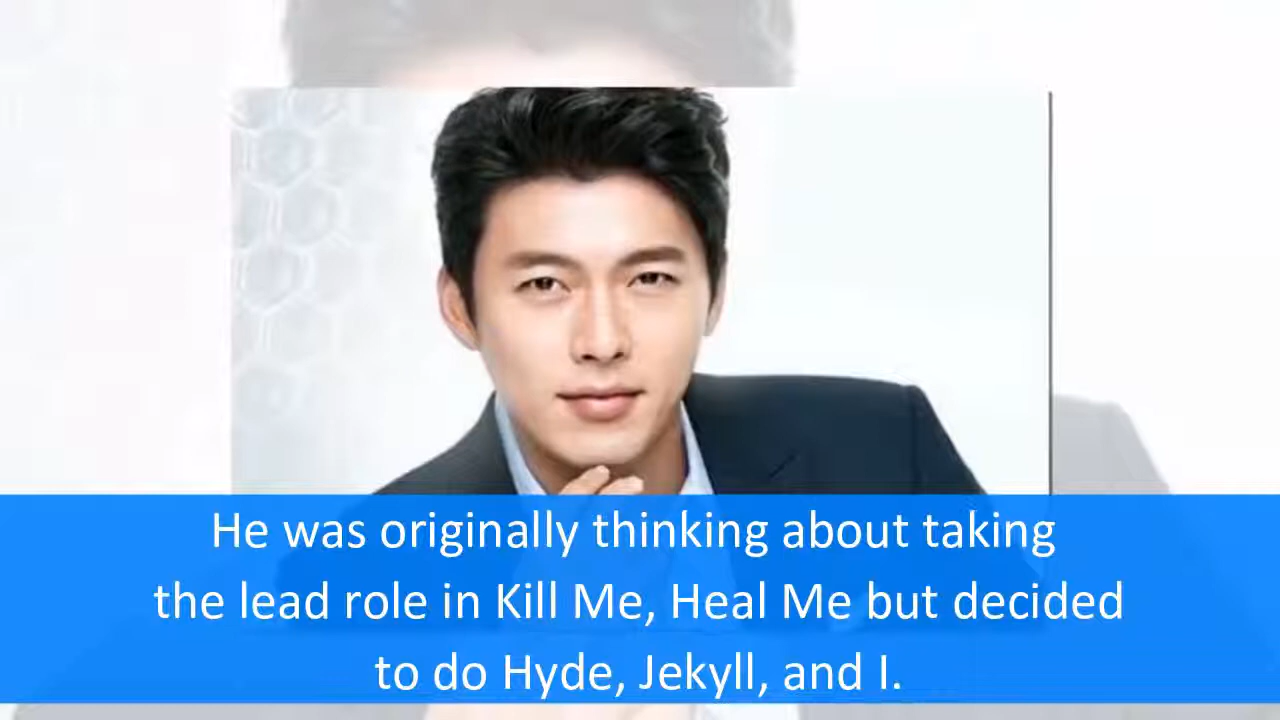 He was originally thinking about taking
the lead role in Kill Me, Heal Me but decided
to do Hyde, Jekyll, and I.